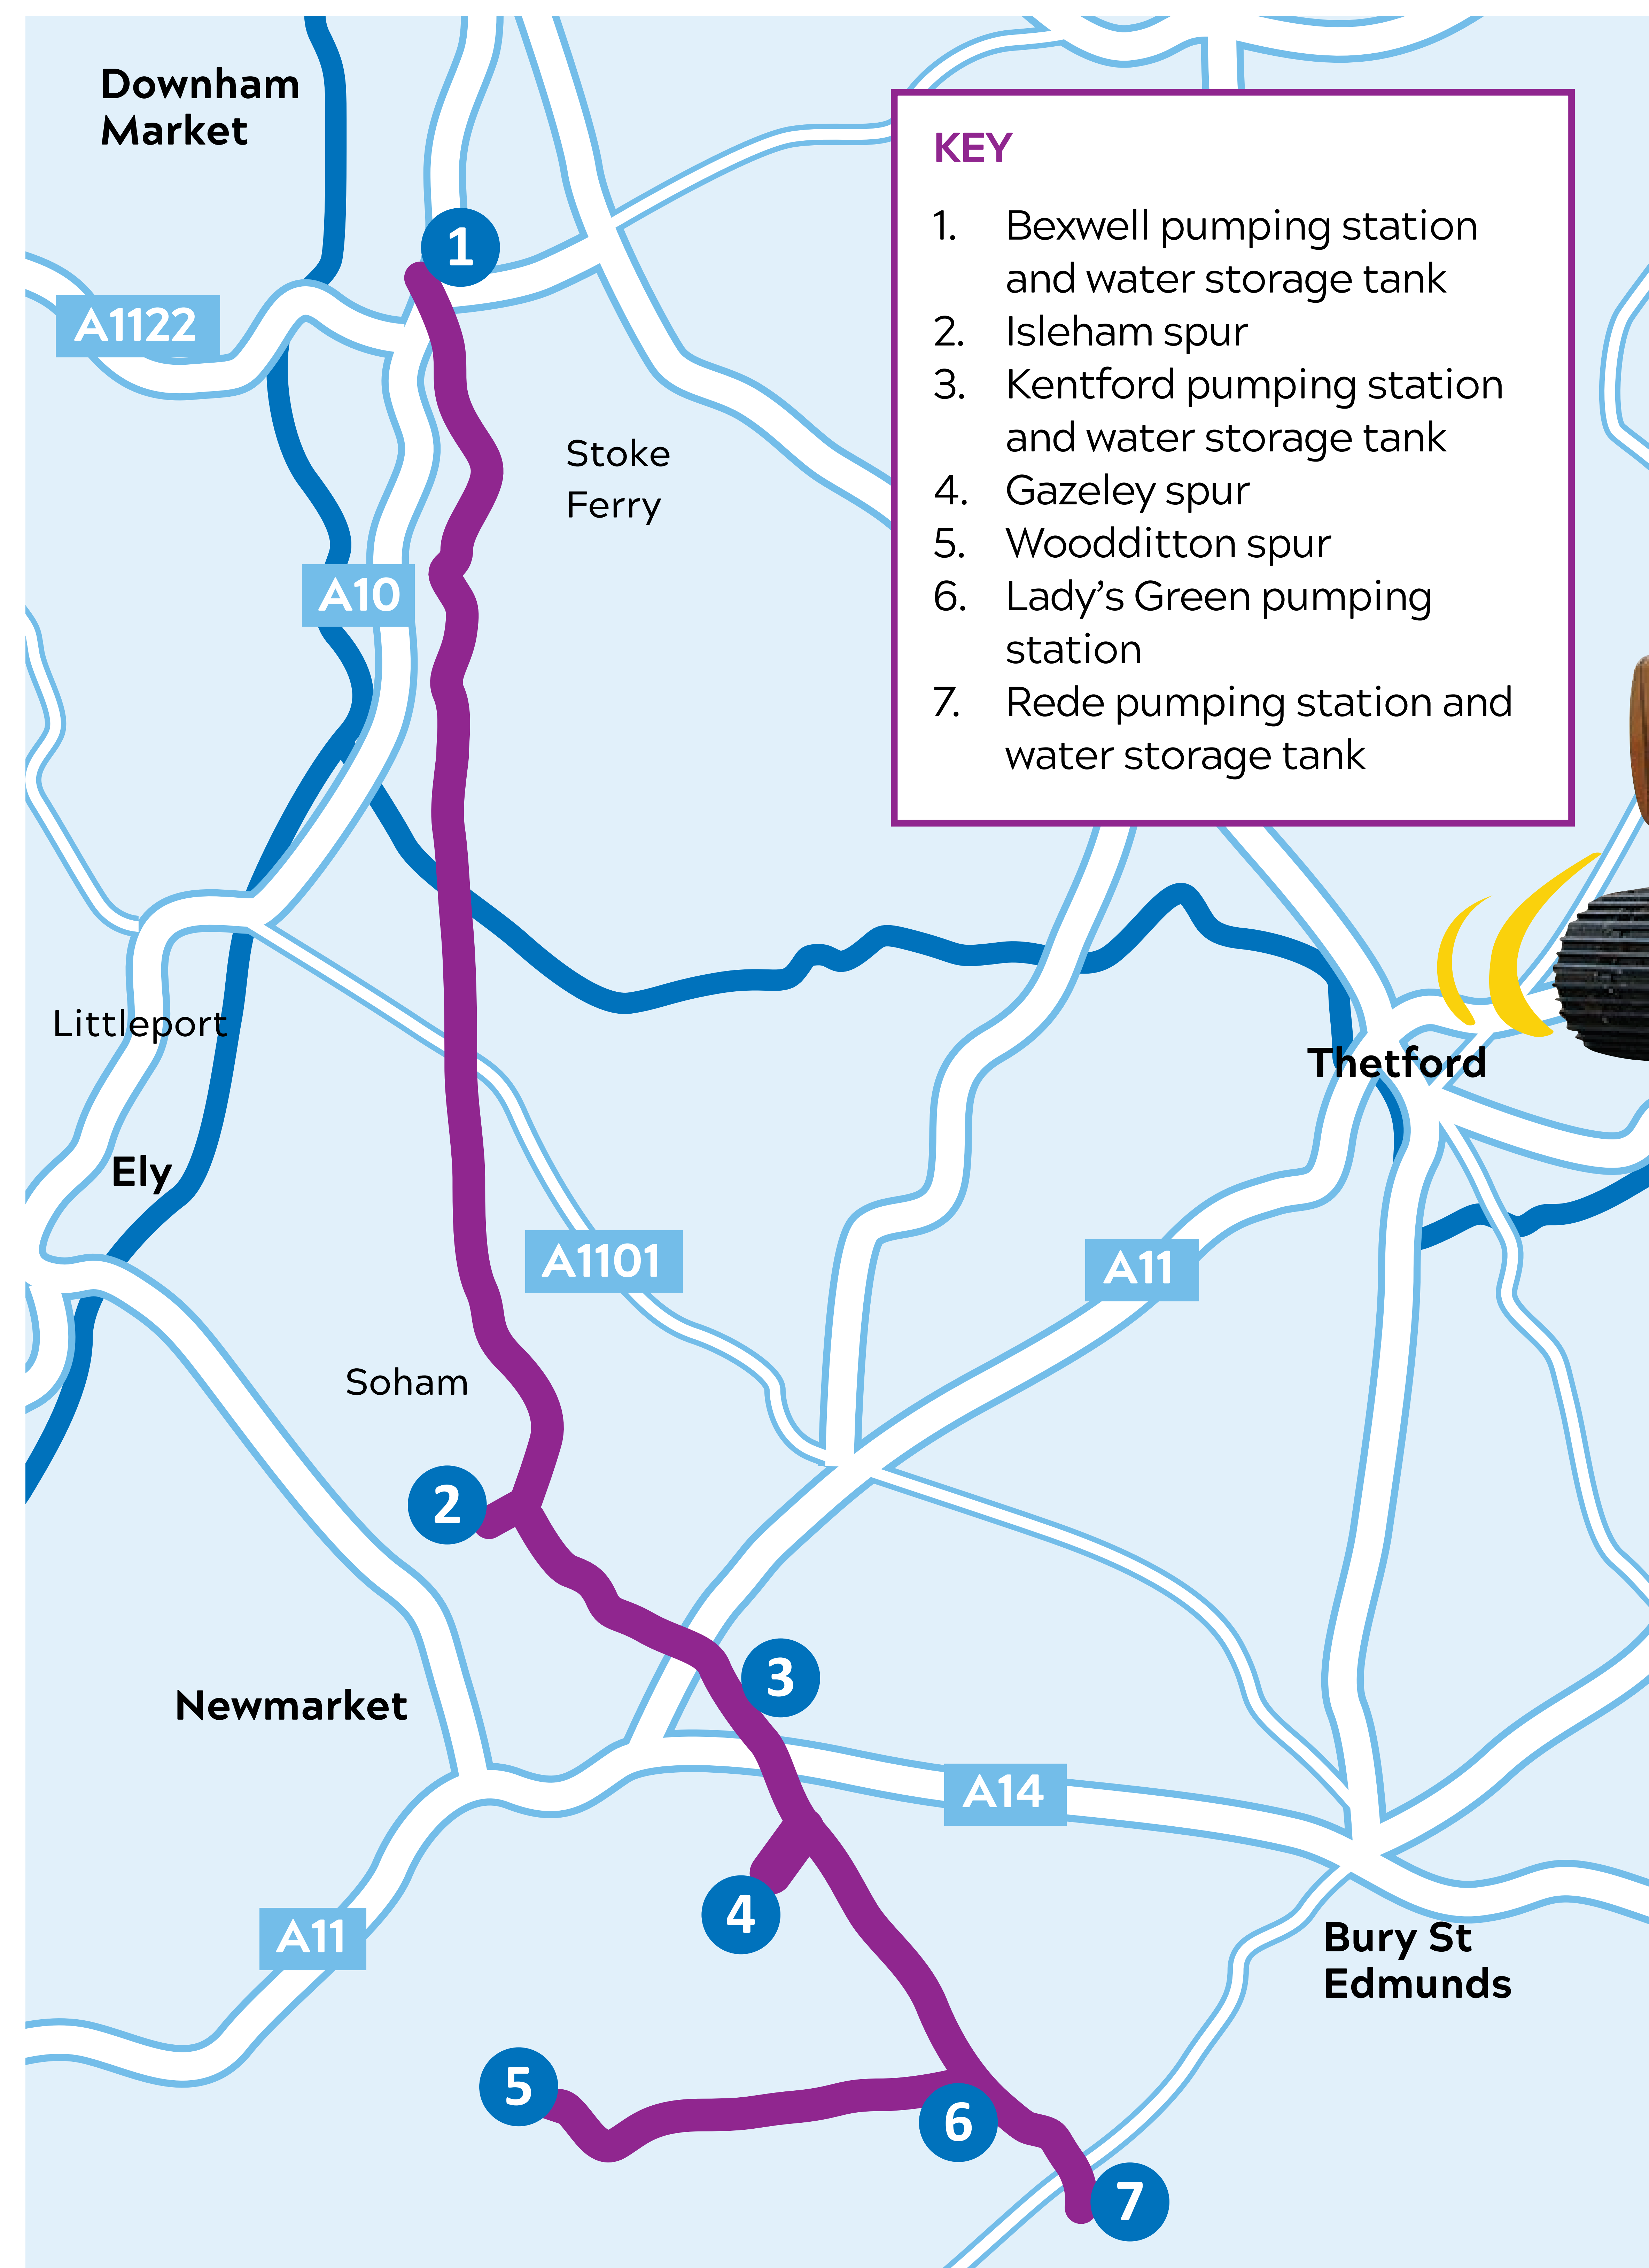 Downham
Market
KEY
1. Bexwell pumping station
and water storage tank
2. Isleham spur
3. Kentford pumping station
and water storage tank
4. Gazeley spur
5. Woodditton spur
6. Lady's Green pumping
station
7. Rede pumping station and
water storage tank
1
A1122
Stoke
Ferry
A10
Littleport
Thetford
Ely
A1101
A11
Soham
2
3
Newmarket
A14
4
A11
Bury St
Edmunds
5
6
7